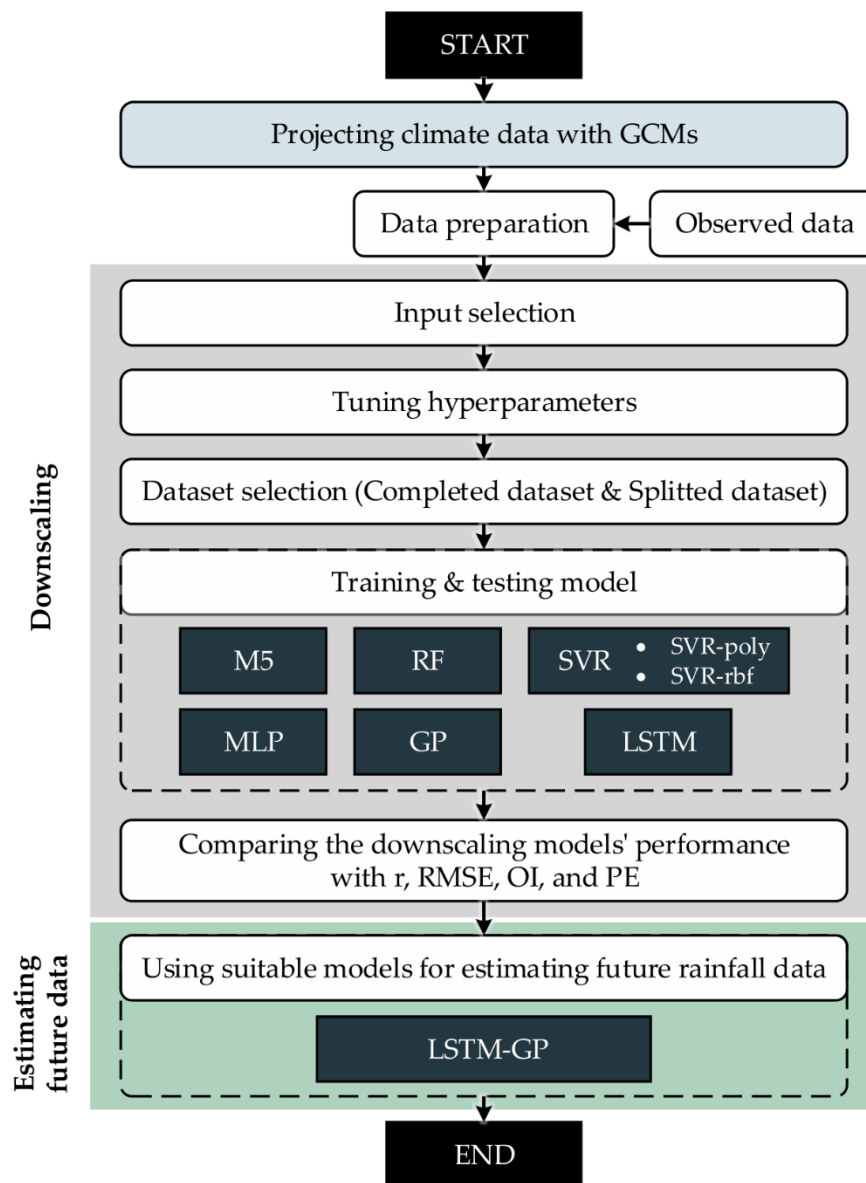 START
Projecting climate data with GCMs
Data preparation
Observed data
Downscaling
Input selection
Tuning hyperparameters
Dataset selection (Completed dataset & Splitted dataset)
Training & testing model
M5
RF
SVR
• SVR-poly
• SVR-rbf
MLP
GP
LSTM
Comparing the downscaling models' performance
with r, RMSE, OI, and PE
Estimating
future data
Using suitable models for estimating future rainfall data
LSTM-GP
END